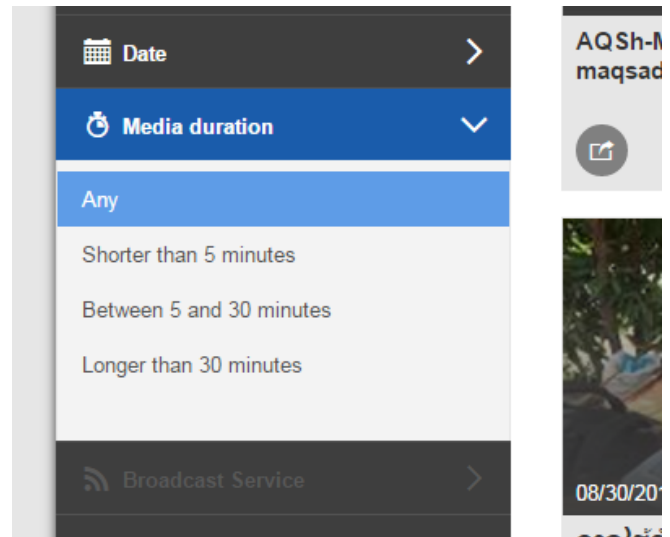 Date
Media duration
Any
Shorter than 5 minutes
Between 5 and 30 minutes
Longer than 30 minutes
Broadcast Service
AQSh-M
maqsad
08/30/201